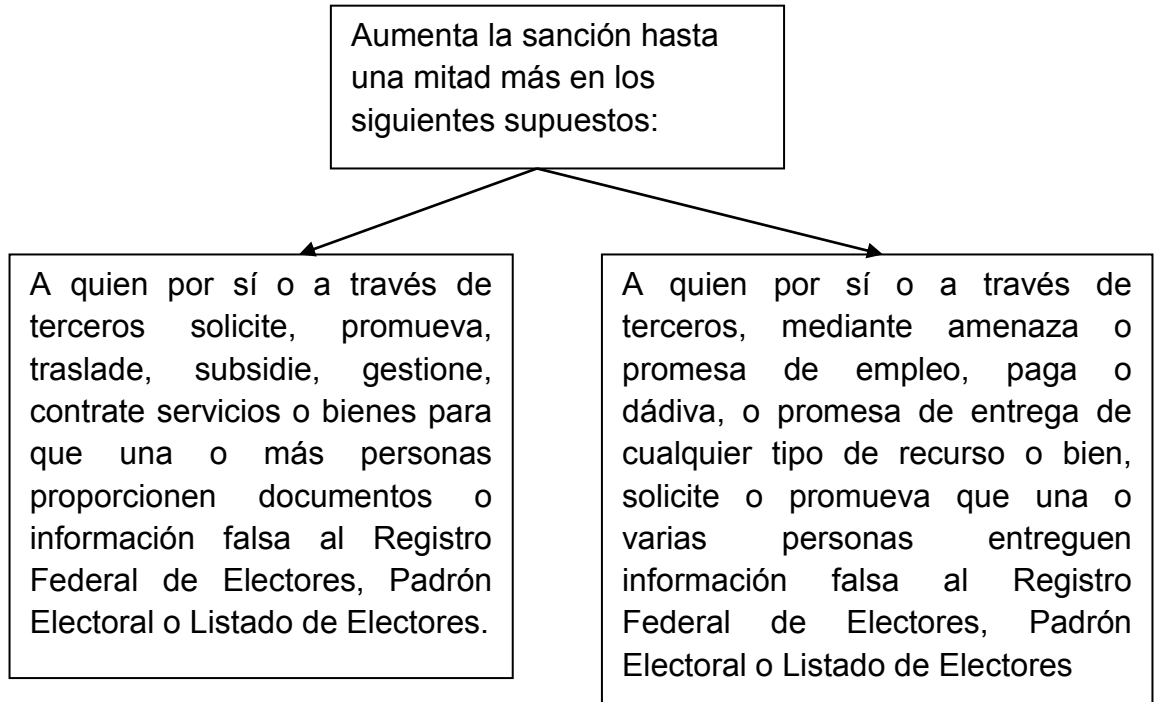 Aumenta la sanción hasta
una mitad más en los
siguientes supuestos:
A quien por sí o a través de
terceros solicite, promueva,
traslade, subsidie, gestione,
contrate servicios o bienes para
que una o más personas
proporcionen documentos o
información falsa al Registro
Federal de Electores, Padrón
Electoral o Listado de Electores.
A quien por sí o a través de
terceros, mediante amenaza o
promesa de empleo, paga o
dádiva, o promesa de entrega de
cualquier tipo de recurso o bien,
solicite o promueva que una o
varias personas entreguen
información falsa al Registro
Federal de Electores, Padrón
Electoral o Listado de Electores